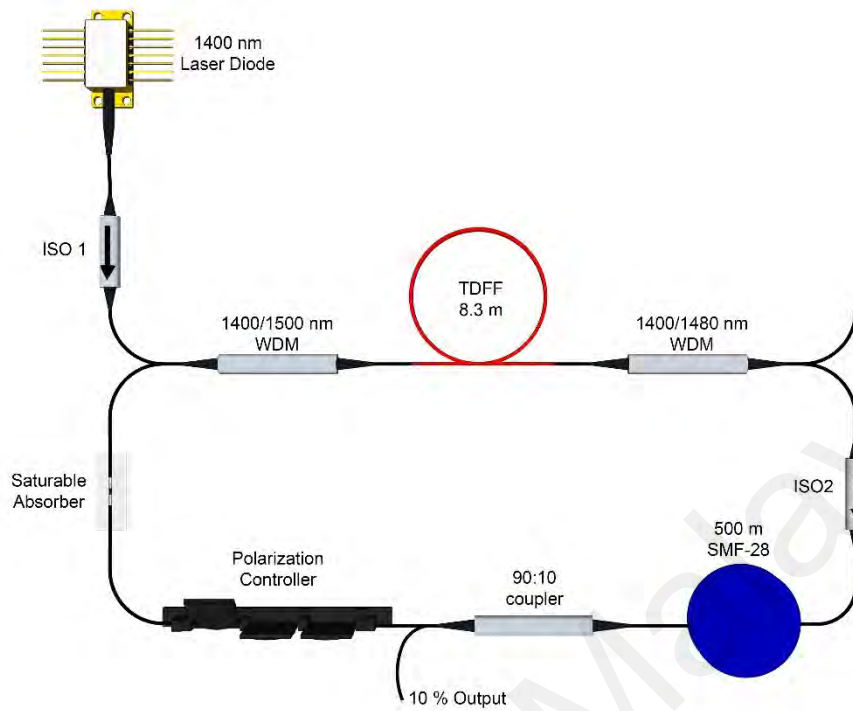 1400 nm
Laser Diode
ISO 1
TDFF
8.3 m
1400/1500 nm
WDM
1400/1480 nm
WDM
Saturable
Absorber
ISO2
500 m
SMF-28
Polarization
Controller
90:10
coupler
10 % Output
Malay